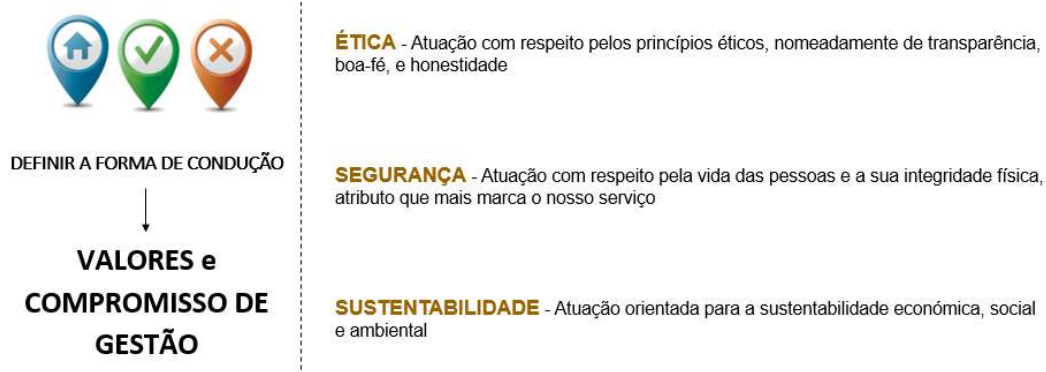 DEFINIR A FORMA DE CONDUÇÃO
VALORES e
COMPROMISSO DE
GESTÃO
ÉTICA - Atuação com respeito pelos princípios éticos, nomeadamente de transparência,
boa-fé, e honestidade
SEGURANÇA - Atuação com respeito pela vida das pessoas e a sua integridade física,
atributo que mais marca o nosso serviço
SUSTENTABILIDADE - Atuação orientada para a sustentabilidade económica, social
e ambiental